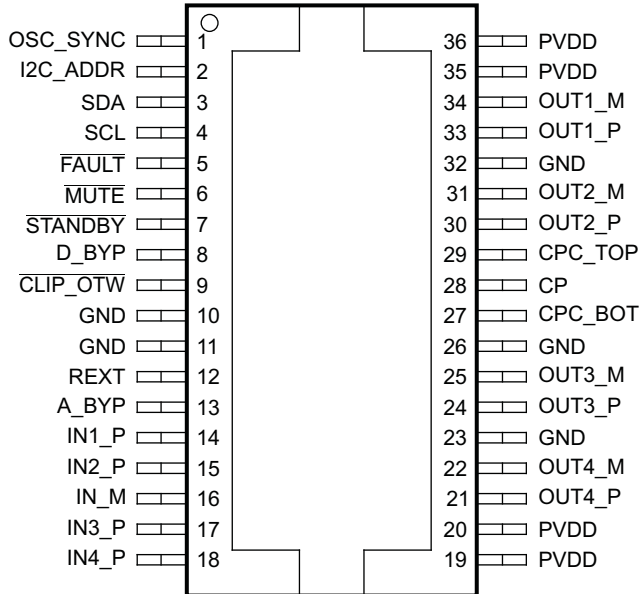 OSC_SYNC 1 36 PVDD
I2C_ADDR 2 35 PVDD
SDA 3 34 OUT1_M
SCL 4 33 OUT1_P
FAULT 5 32 GND
MUTE 6 31 OUT2_M
STANDBY 7 30 OUT2_P
D_BYP 8 29 CPC_TOP
CLIP_OTW 9 28 CP
GND 10 27 CPC_BOT
GND 11 26 GND
REXT 12 25 OUT3_M
A_BYP 13 24 OUT3_P
IN1_P 14 23 GND
IN2_P 15 22 OUT4_M
IN_M 16 21 OUT4_P
IN3_P 17 20 PVDD
IN4_P 18 19 PVDD